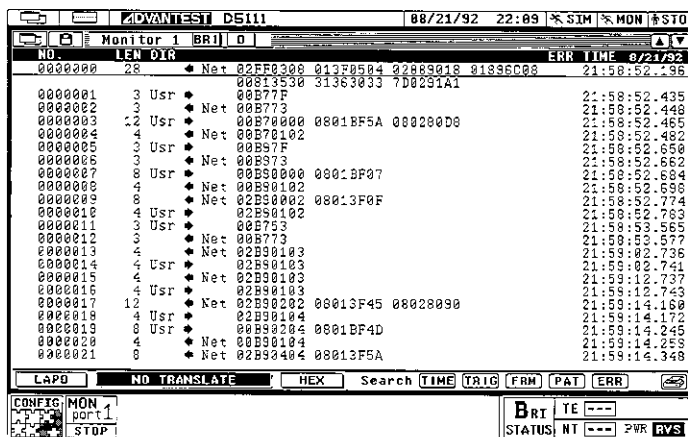 ADVANTEST D5111 08/21/92 22:09 SIM MON STO
Monitor 1 BRI 0
NO. LEN DIR ERR TIME 8/21/92
0000000 28 Net 02FF0308 013F0504 02889018 01896C08 21:58:52.196
00813530 31363033 7D0291A1
0000001 3 Usr 00B77F 21:58:52.435
0000002 3 Net 00B773 21:58:52.448
0000003 12 Usr 00B70000 0801BF5A 080280D8 21:58:52.465
0000004 4 Net 00B70102 21:58:52.482
0000005 3 Usr 00B97F 21:58:52.650
0000006 3 Net 00B973 21:58:52.662
0000007 8 Usr 00B90000 0801BF07 21:58:52.684
0000008 4 Net 00B90102 21:58:52.698
0000009 8 Net 02B90002 08013F0F 21:58:52.774
0000010 4 Usr 02B90102 21:58:52.783
0000011 3 Usr 00B753 21:58:53.565
0000012 3 Net 00B773 21:58:53.577
0000013 4 Net 02B90103 21:59:02.736
0000014 4 Usr 02B90103 21:59:02.741
0000015 4 Net 02B90103 21:59:12.737
0000016 4 Usr 02B90103 21:59:12.743
0000017 12 Net 02B90202 08013F45 08028090 21:59:14.160
0000018 4 Usr 02B90104 21:59:14.172
0000019 8 Usr 00B90204 0801BF4D 21:59:14.245
0000020 4 Net 00B90104 21:59:14.259
0000021 8 Net 02B90404 08013F5A 21:59:14.348
LAPD NO TRANSLATE HEX Search TIME TRIG FRM PAT ERR
CONFIG MON port1 STOP
BRI STATUS TE --- NT --- PWR RVS